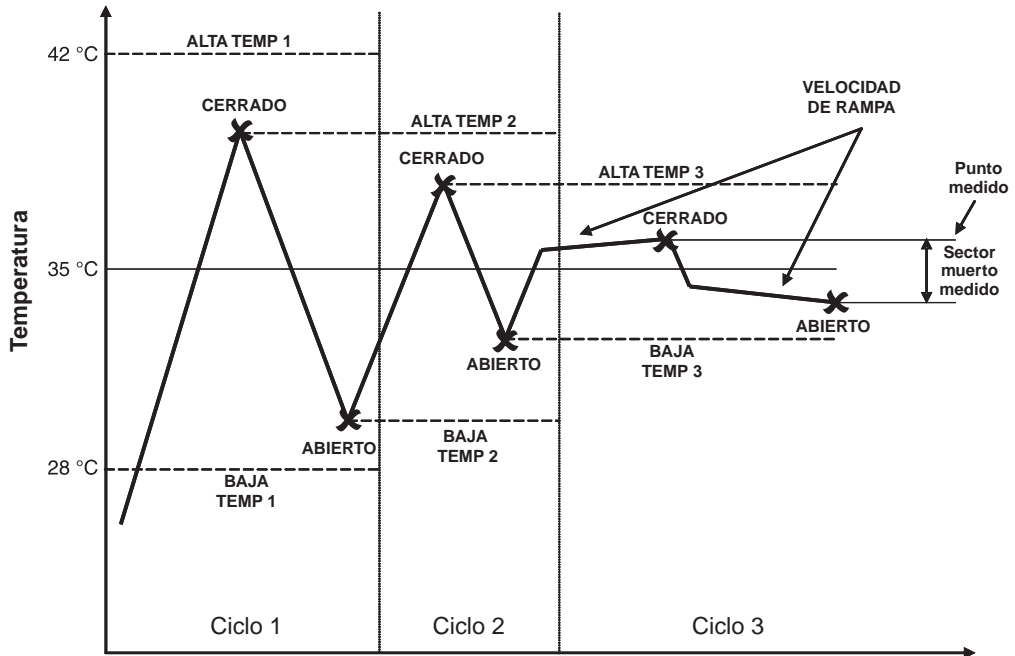 42 °C
ALTA TEMP 1
CERRADO
ALTA TEMP 2
CERRADO
VELOCIDAD
DE RAMPA
ALTA TEMP 3
CERRADO
Punto
medido
Sector
muerto
medido
Temperatura
35 °C
ABIERTO
ABIERTO
BAJA
TEMP 3
ABIERTO
BAJA
TEMP 2
28 °C
BAJA
TEMP 1
Ciclo 1
Ciclo 2
Ciclo 3